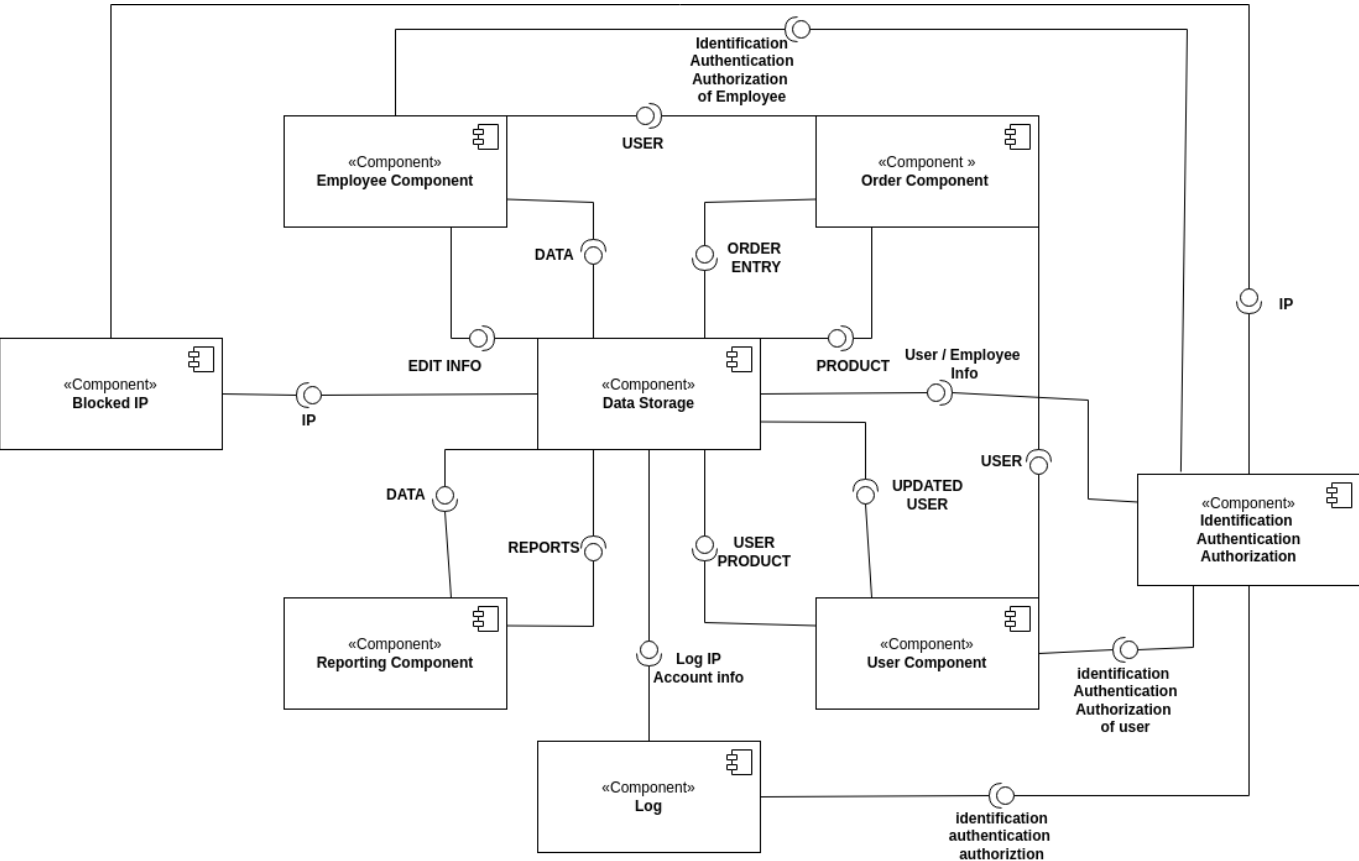 Identification
Authentication
Authorization
of Employee
USER
«Component»
Employee Component
«Component »
Order Component
DATA
ORDER
ENTRY
IP
EDIT INFO
PRODUCT
User / Employee
Info
«Component»
Blocked IP
IP
«Component»
Data Storage
USER
DATA
UPDATED
USER
«Component»
Identification
Authentication
Authorization
REPORTS
USER
PRODUCT
«Component»
Reporting Component
Log IP
Account info
«Component»
User Component
identification
Authentication
Authorization
of user
«Component»
Log
identification
authentication
authoriztion